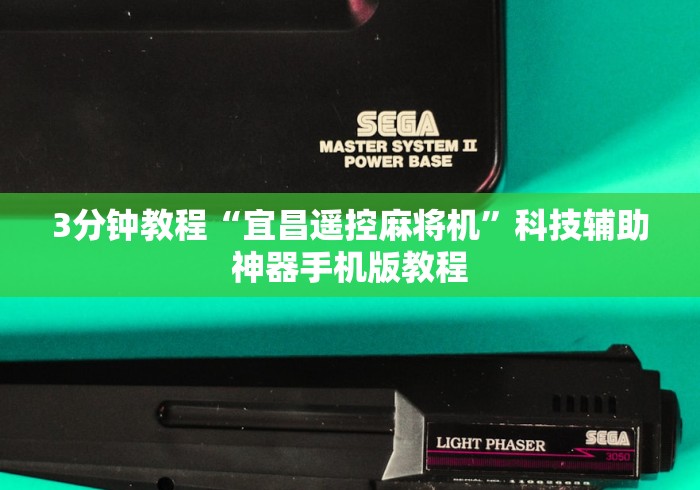 SEGA
MASTER SYSTEM II
POWER BASE
3分钟教程“宜昌遥控麻将机”科技辅助
神器手机版教程
LIGHT PHASER
SEGA
3050